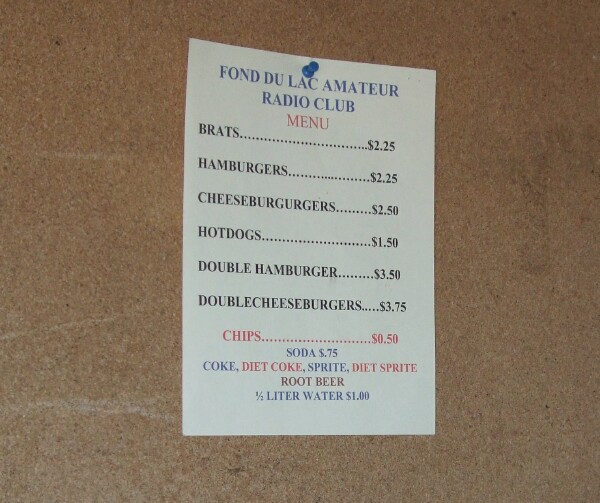 FOND DU LAC AMATEUR
RADIO CLUB
MENU
BRATS..............................$2.25
HAMBURGERS....................$2.25
CHEESEBURGURGERS.........$2.50
HOTDOGS..........................$1.50
DOUBLE HAMBURGER.........$3.50
DOUBLECHEESEBURGERS.....$3.75
CHIPS..........................$0.50
SODA $.75
COKE, DIET COKE, SPRITE, DIET SPRITE
ROOT BEER
½ LITER WATER $1.00